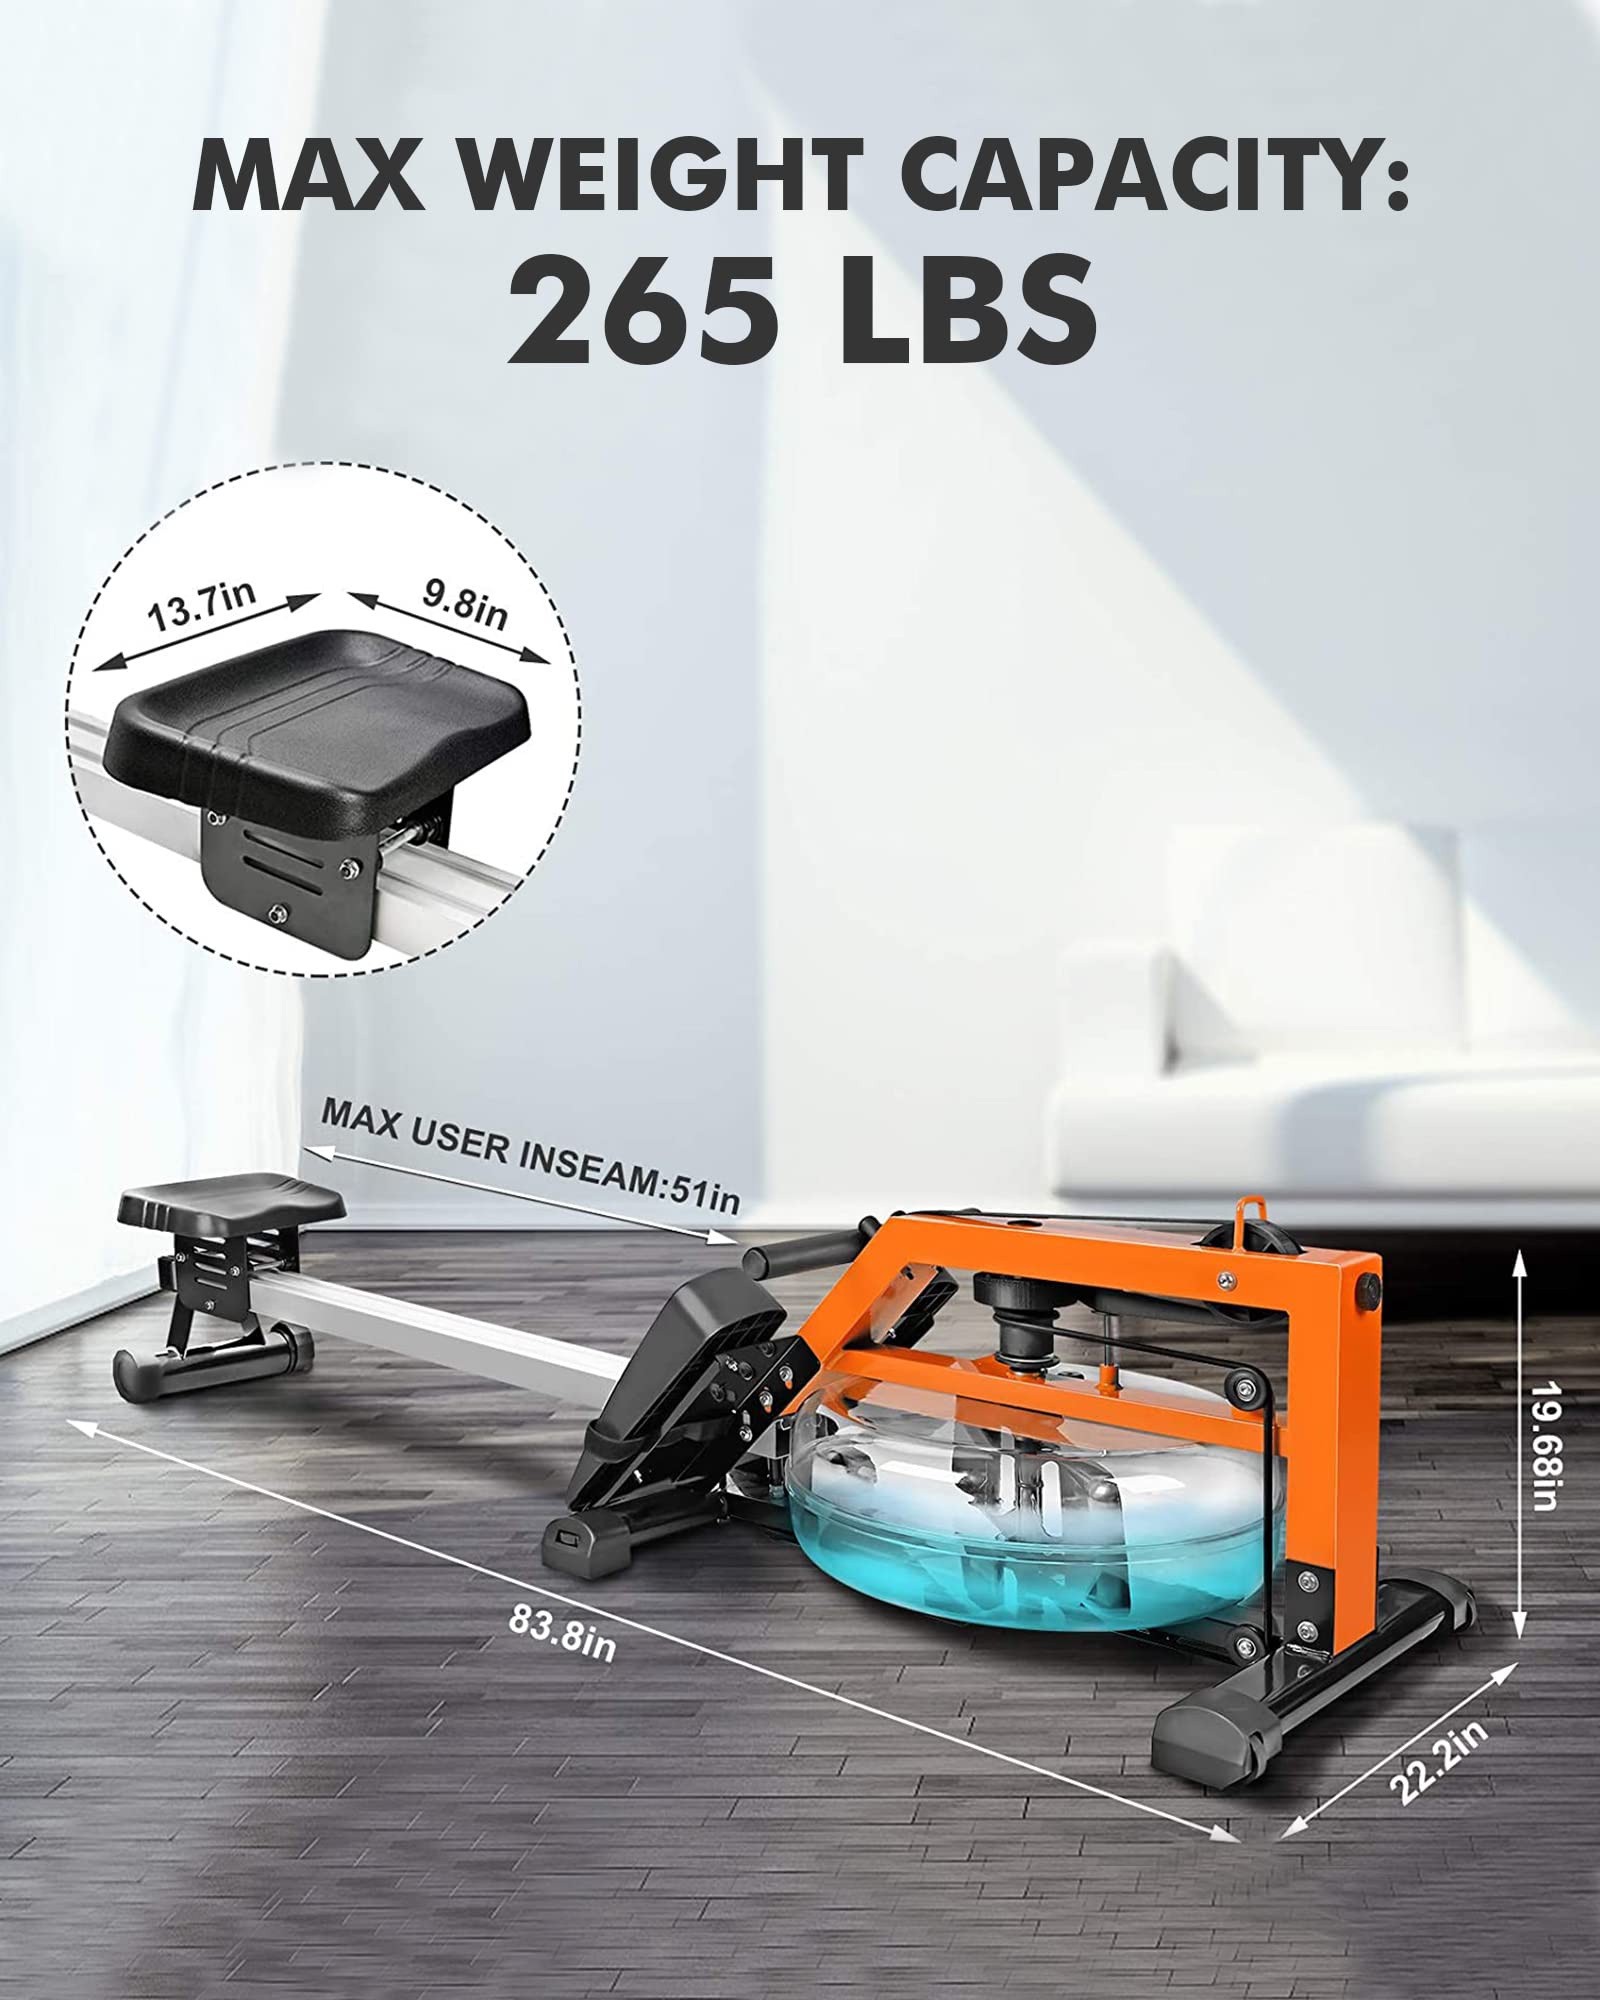 MAX WEIGHT CAPACITY:
265 LBS
13.7in
9.8in
MAX USER INSEAM:51in
19.68in
83.8in
22.2in